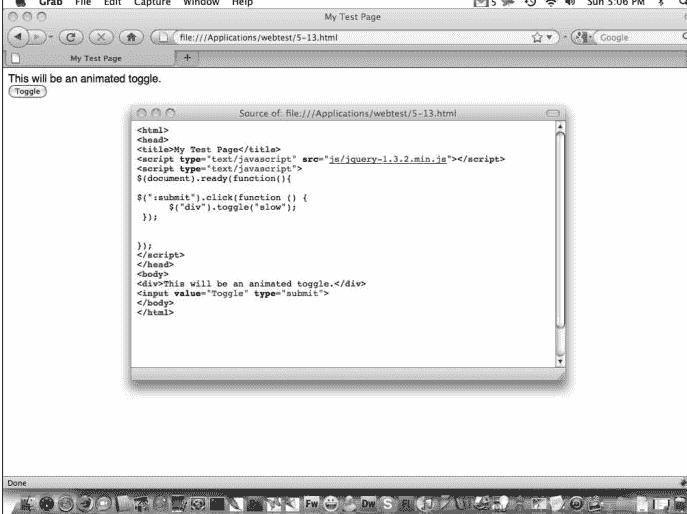 Grab File Edit Capture Window Help
5
Sun 5:06 PM
My Test Page
file:///Applications/webtest/5-13.html
Google
My Test Page
+
This will be an animated toggle.
Toggle
Source of: file:///Applications/webtest/5-13.html
<html>
<head>
<title>My Test Page</title>
<script type="text/javascript" src="js/jquery-1.3.2.min.js"></script>
<script type="text/javascript">
$(document).ready(function(){
$(":submit").click(function () {
$("div").toggle("slow");
});
});
</script>
</head>
<body>
<div>This will be an animated toggle.</div>
<input value="Toggle" type="submit">
</body>
</html>
Done
Fw
Dw
S
Fl